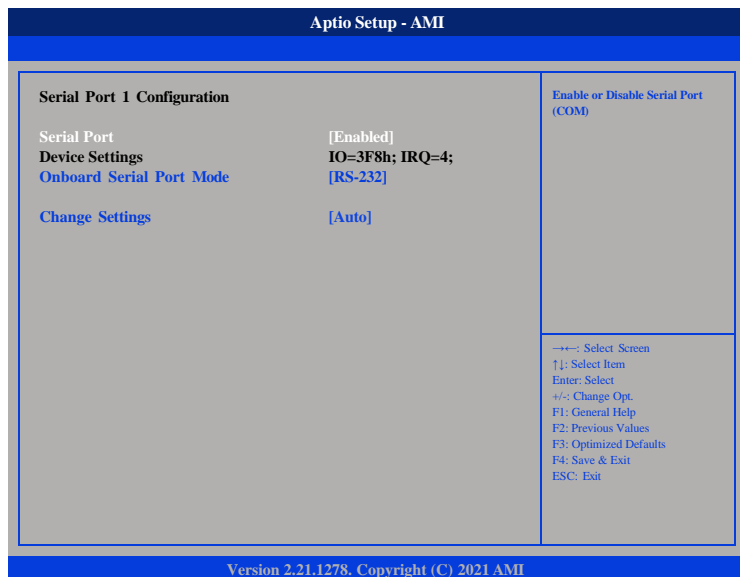 Aptio Setup - AMI
Serial Port 1 Configuration
Serial Port [Enabled]
Device Settings IO=3F8h; IRQ=4;
Onboard Serial Port Mode [RS-232]
Change Settings [Auto]
Enable or Disable Serial Port
(COM)
→←: Select Screen
↑↓: Select Item
Enter: Select
+/-: Change Opt.
F1: General Help
F2: Previous Values
F3: Optimized Defaults
F4: Save & Exit
ESC: Exit
Version 2.21.1278. Copyright (C) 2021 AMI